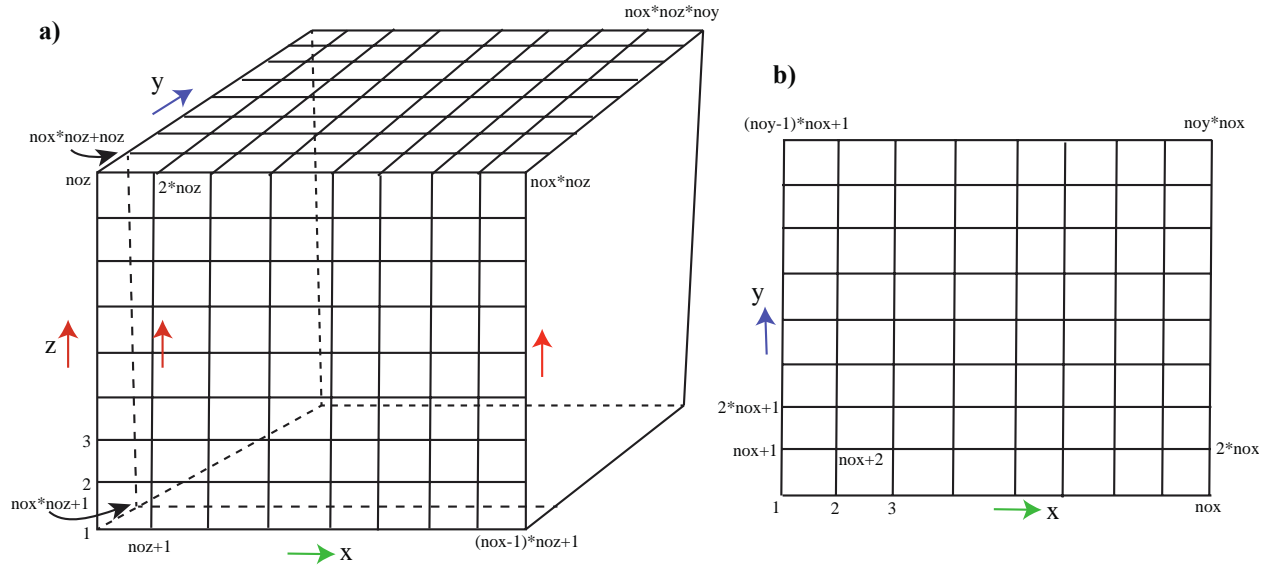 a)
nox*noz*noy
y
nox*noz+noz
noz
2*noz
nox*noz
z
3
2
nox*noz+1
1
noz+1
x
(nox-1)*noz+1
b)
(noy-1)*nox+1
noy*nox
y
2*nox+1
nox+1
nox+2
2*nox
1
2
3
x
nox